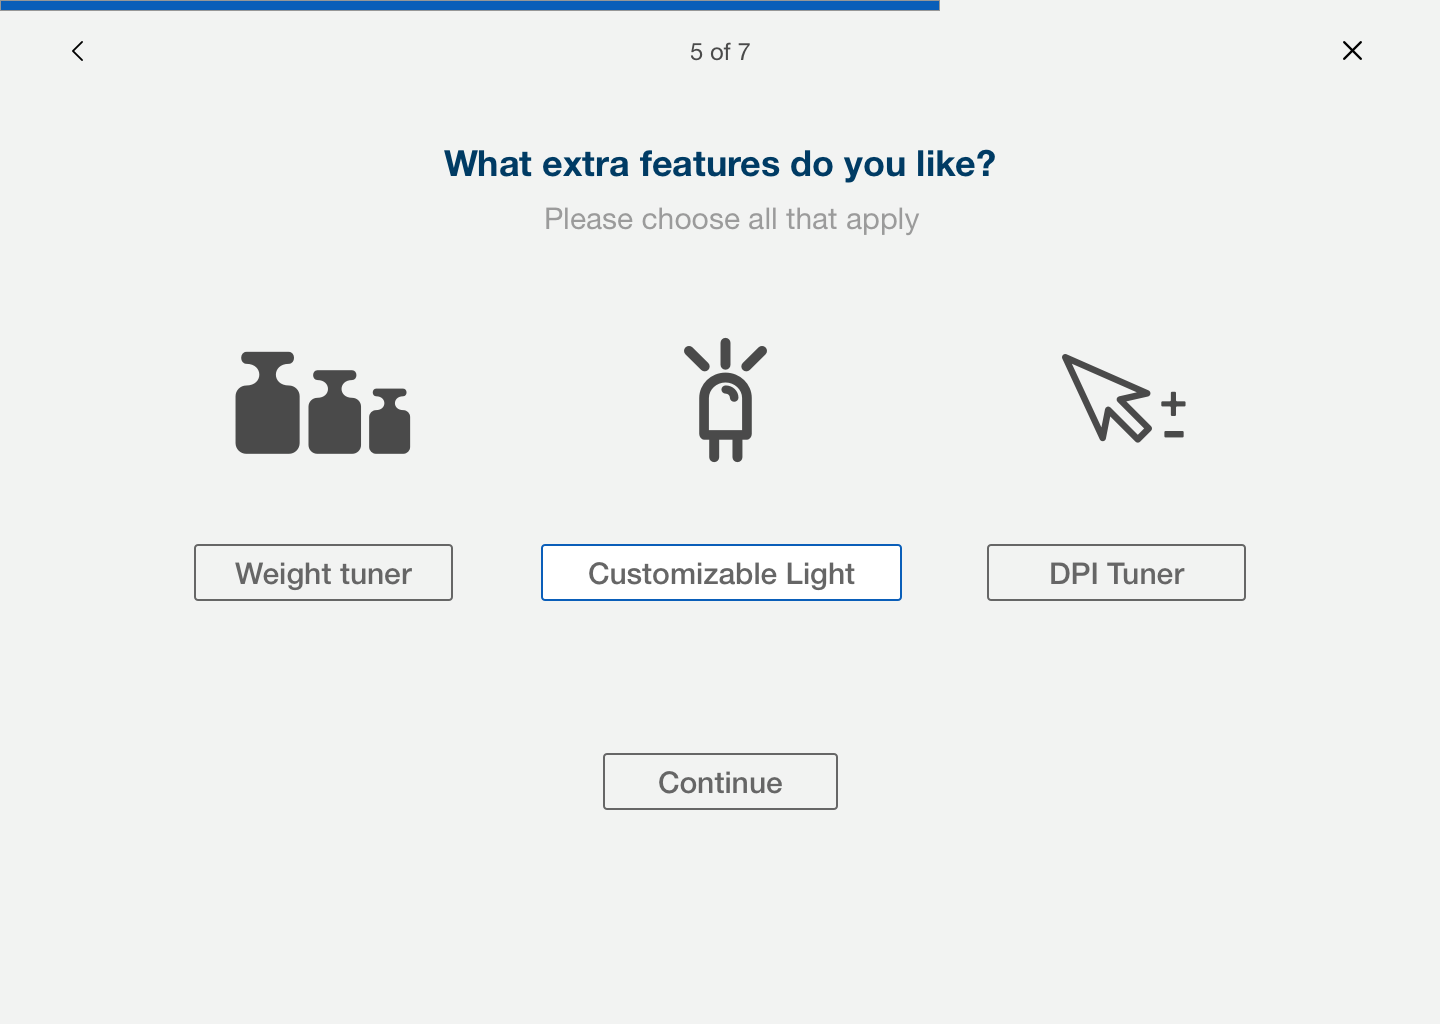 5 of 7
What extra features do you like?
Please choose all that apply
Weight tuner
Customizable Light
DPI Tuner
Continue